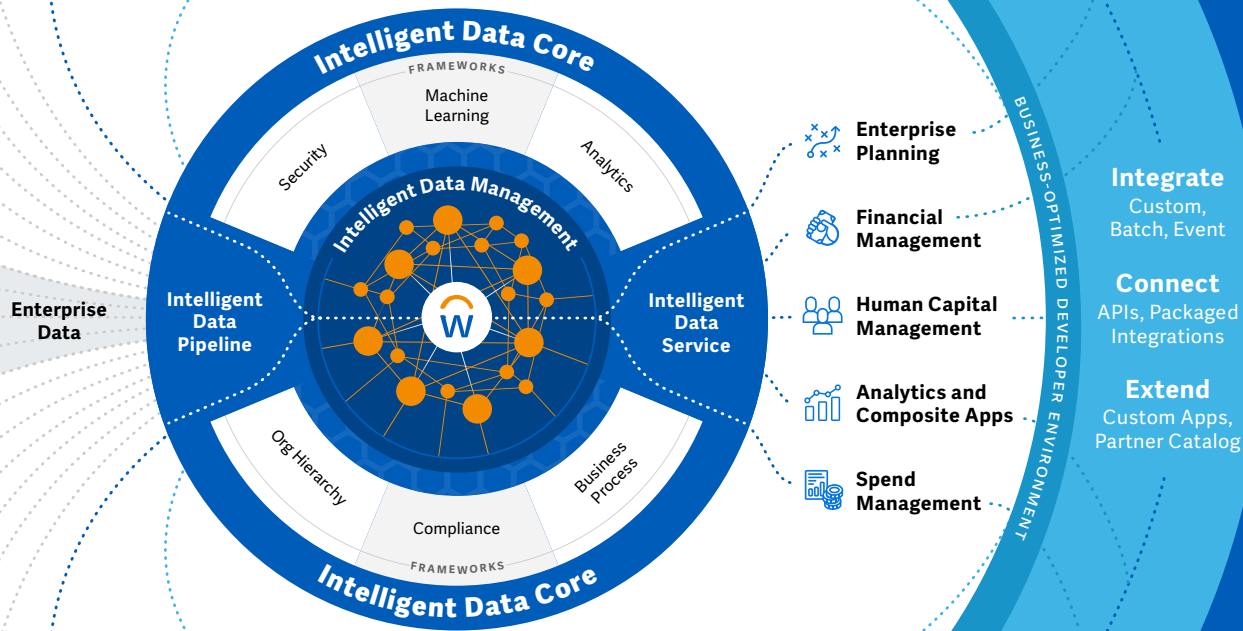 Intelligent Data Core
FRAMEWORKS
Machine
Learning
Security
Analytics
Intelligent Data Management
Enterprise
Data
Intelligent
Data
Pipeline
W
Intelligent
Data
Service
Org Hierarchy
Business
Process
Compliance
FRAMEWORKS
Intelligent Data Core
Enterprise
Planning
Financial
Management
Human Capital
Management
Analytics and
Composite Apps
Spend
Management
BUSINESS-OPTIMIZED DEVELOPER ENVIRONMENT
Integrate
Custom,
Batch, Event
Connect
APIs, Packaged
Integrations
Extend
Custom Apps,
Partner Catalog